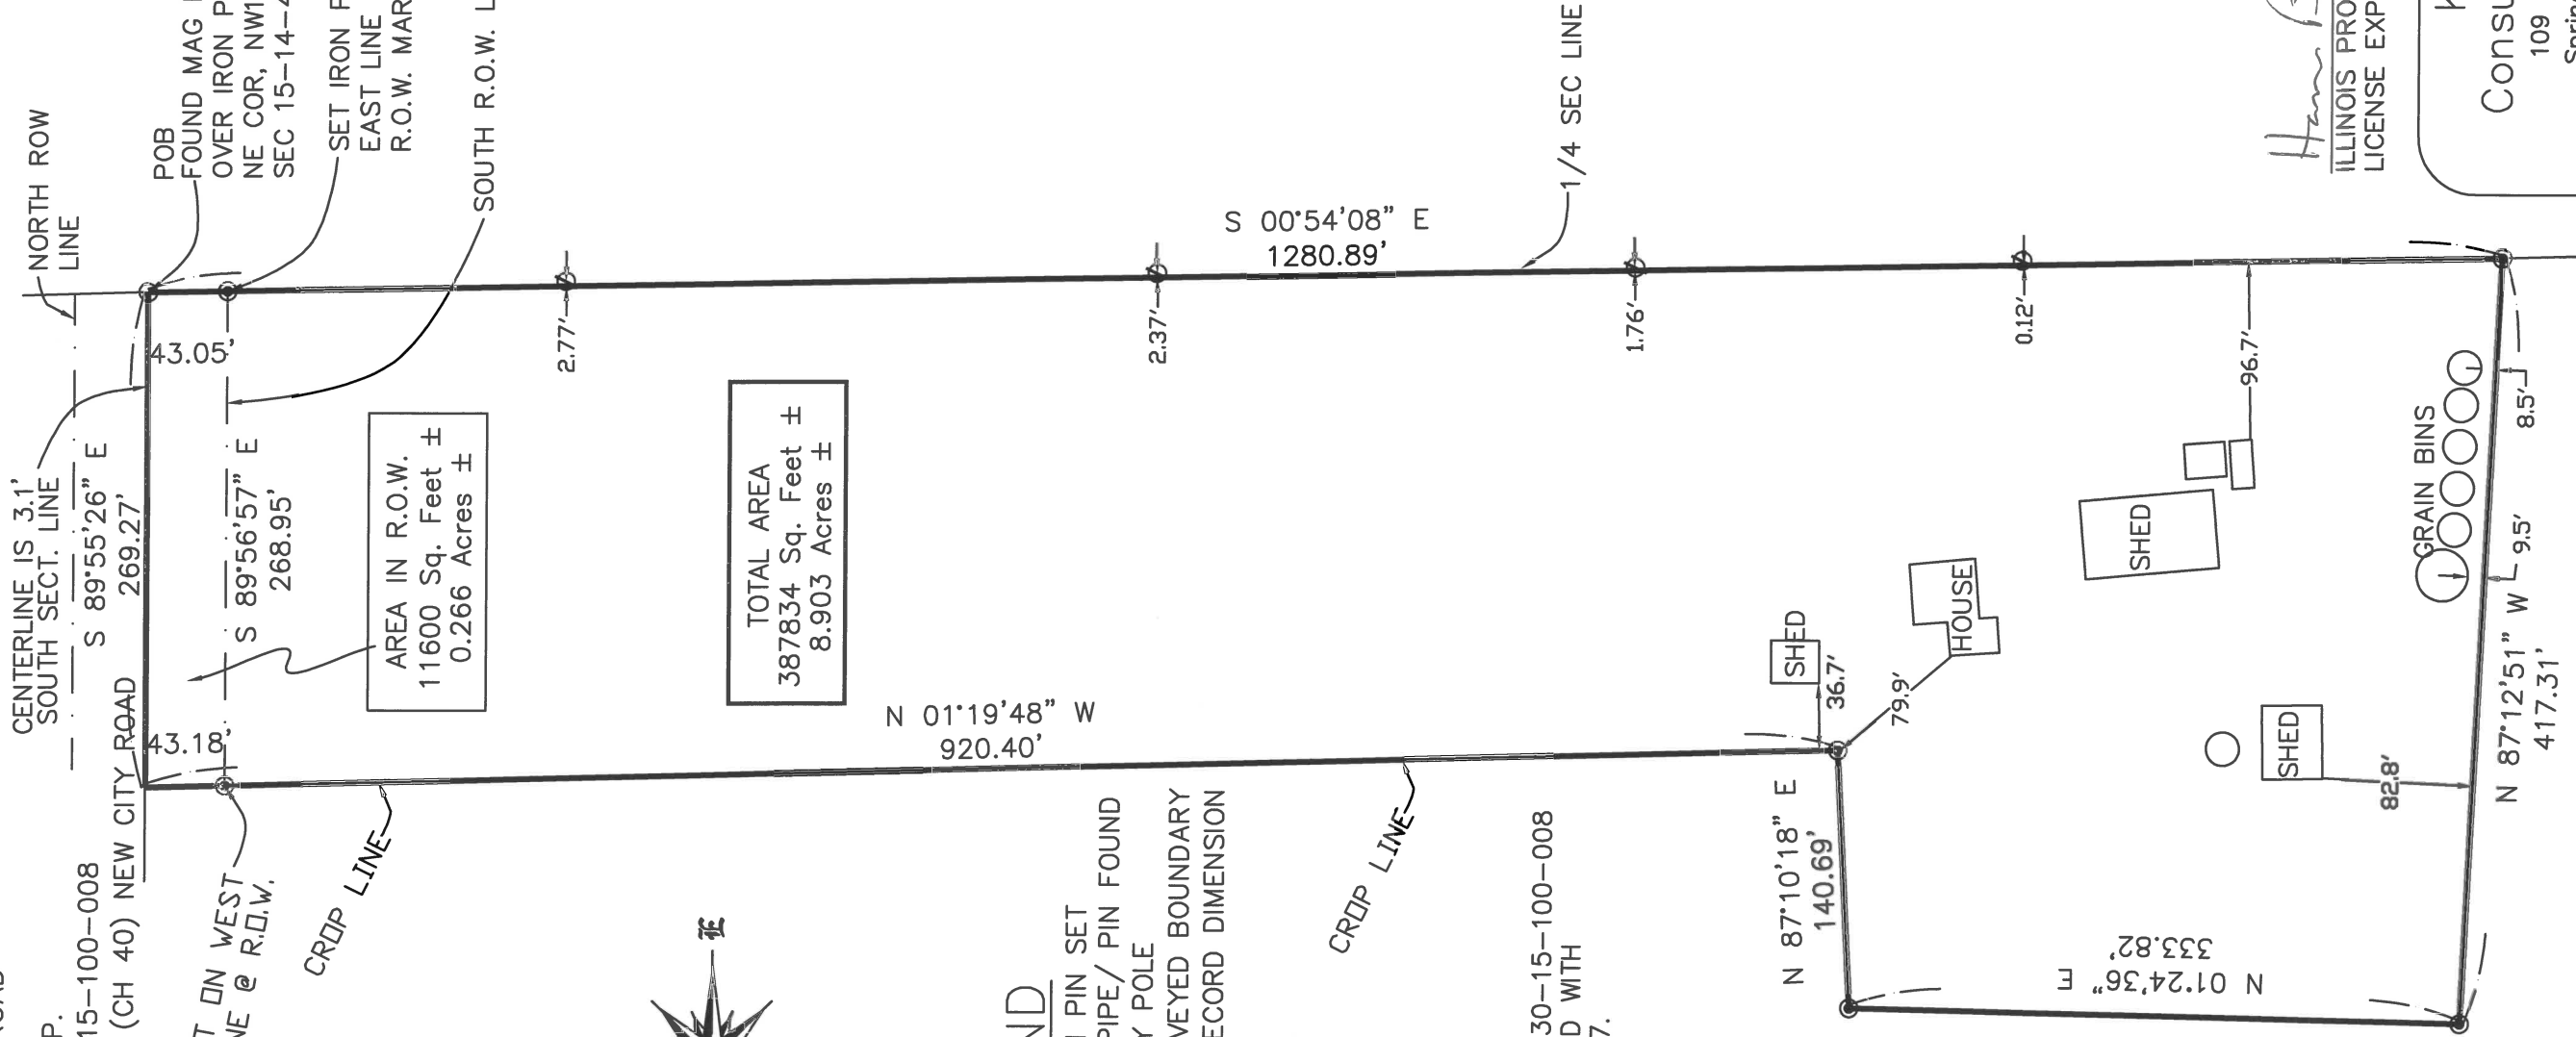 NORTH ROW
LINE
POB
FOUND MAG
OVER IRON P
NE COR, NW1
SEC 15-14-4
SET IRON
EAST LINE
R.O.W. MAR
SOUTH R.O.W. L
CENTERLINE IS 3.1'
SOUTH SECT. LINE
S 89°55'26" E
269.27'
43.05'
S 89°56'57" E
268.95'
43.18'
AREA IN R.O.W.
11600 Sq. Feet ±
0.266 Acres ±
TOTAL AREA
387834 Sq. Feet ±
8.903 Acres ±
2.77'
2.37'
1.76'
0.12'
S 00°54'08" E
1280.89'
1/4 SEC LINE
N 01°19'48" W
920.40'
CROP LINE
CROP LINE
15-100-008
(CH 40) NEW CITY ROAD
P.
T ON WEST
NE @ R.O.W.
ND
PIN SET
PIPE/ PIN FOUND
Y POLE
VEYED BOUNDARY
ECORD DIMENSION
30-15-100-008
D WITH
7.
SHED
36.7'
79.9'
HOUSE
SHED
96.7'
GRAIN BINS
8.5'
9.5'
SHED
82.8'
N 87°10'18" E
140.69'
N 01°24'36" E
333.82'
N 87°12'51" W
417.31'
ILLINOIS PRO
LICENSE EXP
Consu
109
Sprin